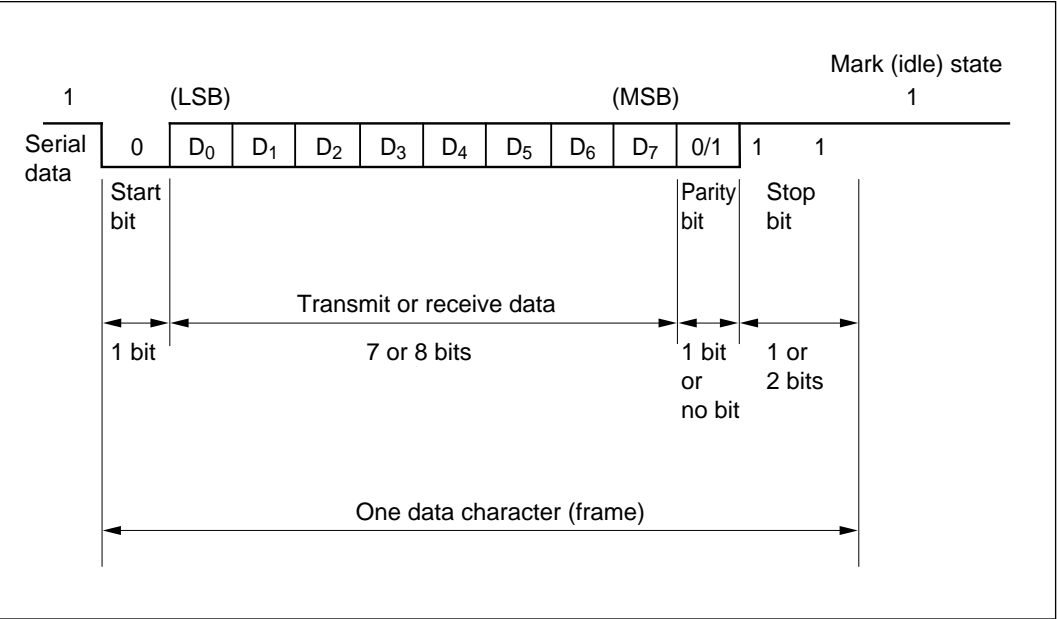 Mark (idle) state
1 (LSB) (MSB) 1
Serial data
0 D₀ D₁ D₂ D₃ D₄ D₅ D₆ D₇ 0/1 1 1
Start
bit
Parity
bit
Stop
bit
Transmit or receive data
1 bit
7 or 8 bits
1 bit
or
no bit
1 or
2 bits
One data character (frame)